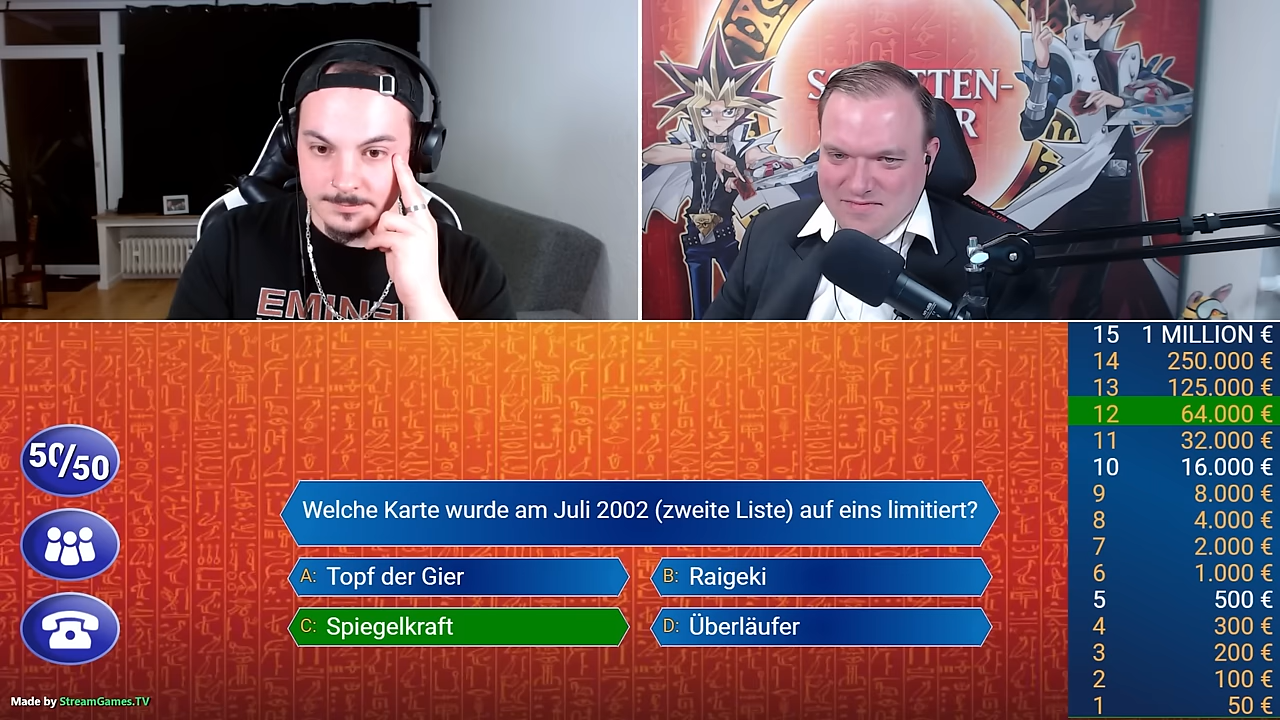 EMINEM
50/50
Welche Karte wurde am Juli 2002 (zweite Liste) auf eins limitiert?
A: Topf der Gier
B: Raigeki
C: Spiegelkraft
D: Überläufer
15 1 MILLION €
14 250.000 €
13 125.000 €
12 64.000 €
11 32.000 €
10 16.000 €
9 8.000 €
8 4.000 €
7 2.000 €
6 1.000 €
5 500 €
4 300 €
3 200 €
2 100 €
1 50 €
Made by StreamGames.TV